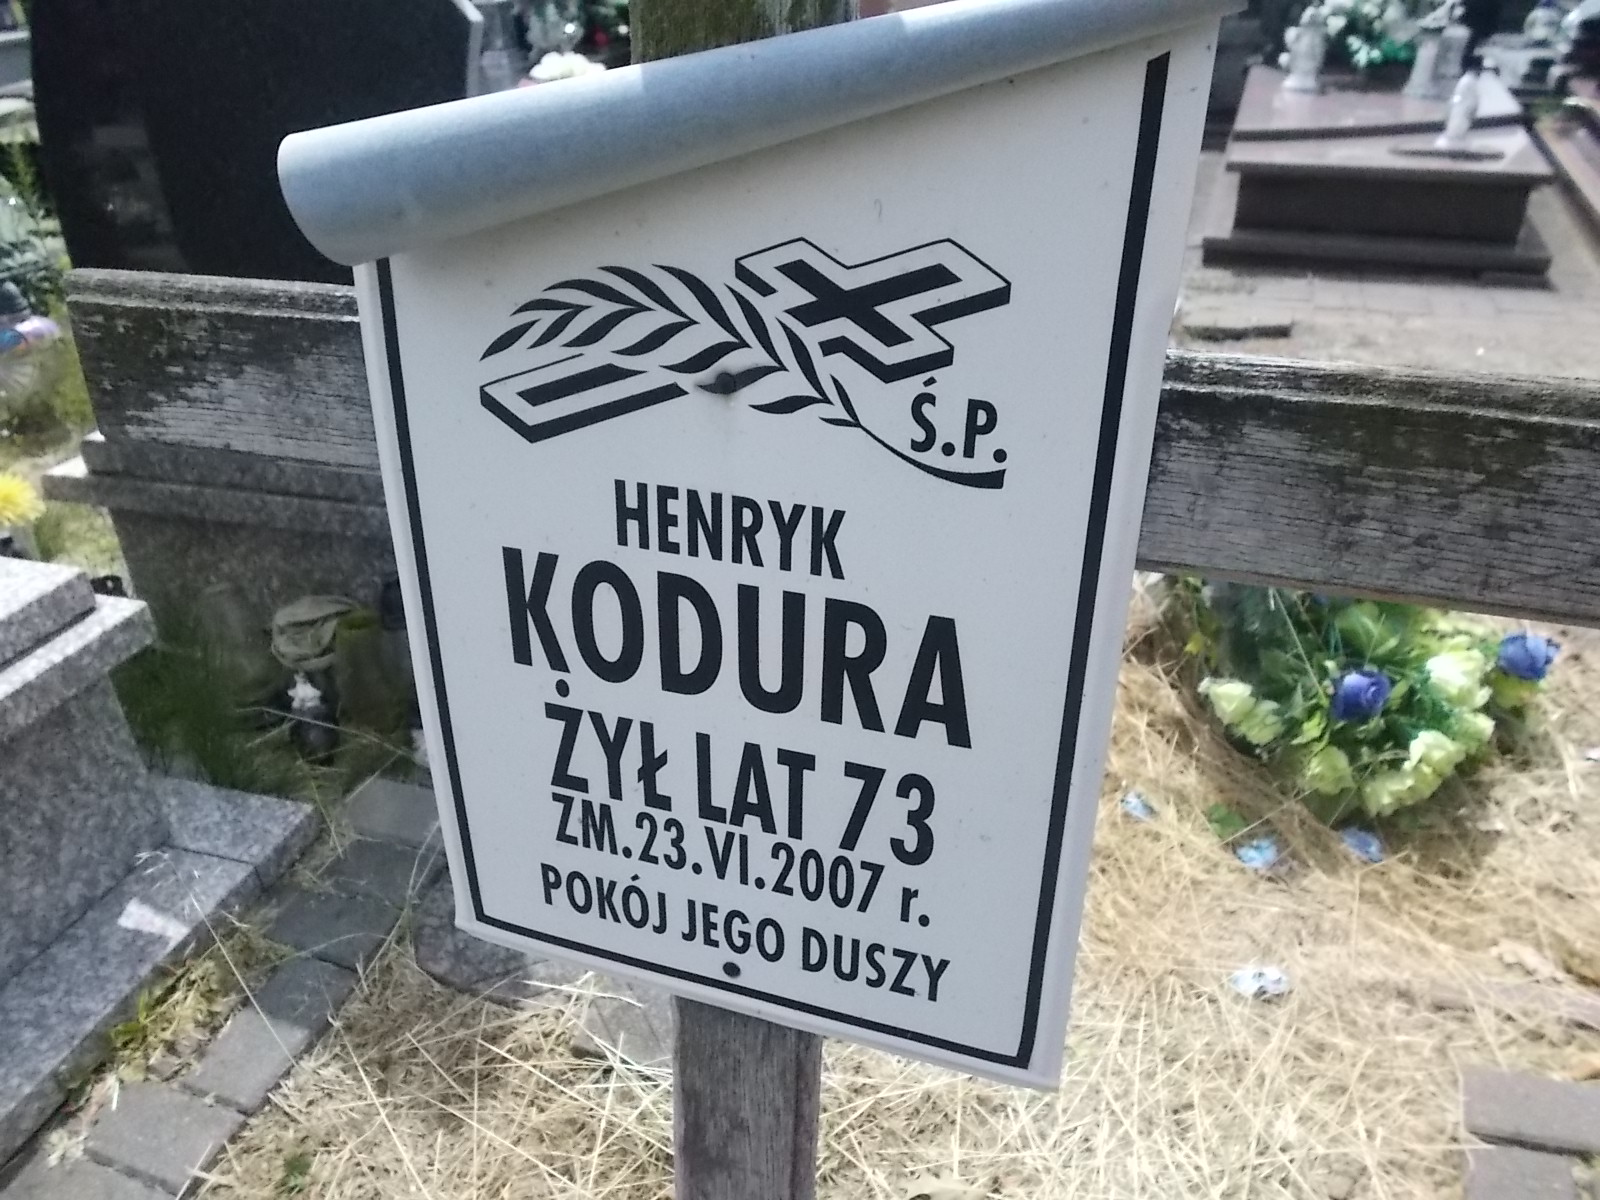 Ś.P.
HENRYK
KODURA
ŻYŁ LAT 73
ZM.23.VI.2007 r.
POKÓJ JEGO DUSZY